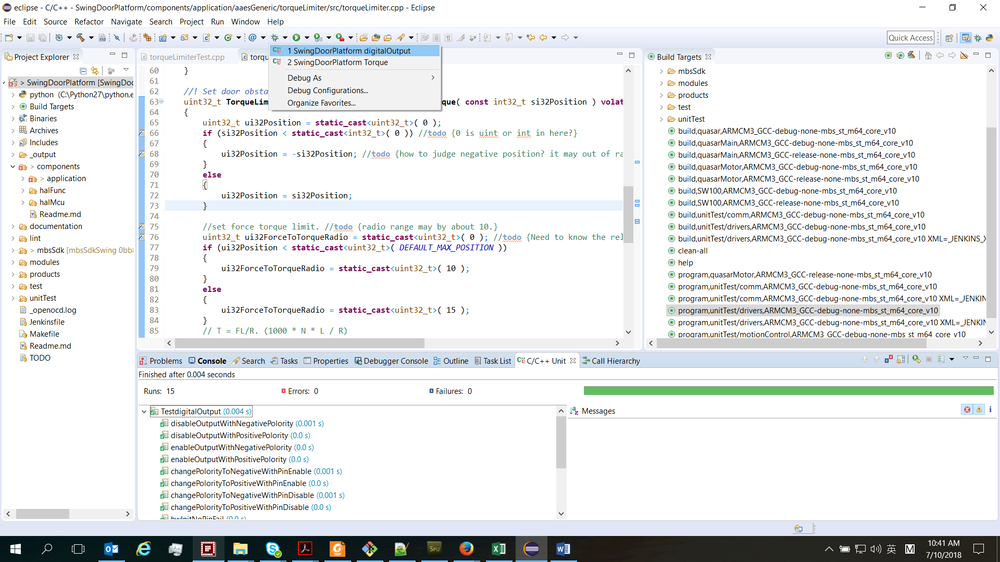 eclipse - C/C++ - SwingDoorPlatform/components/application/aaesGeneric/torqueLimiter/src/torqueLimiter.cpp - Eclipse
File Edit Source Refactor Navigate Search Project Run Window Help
Quick Access
Project Explorer
> SwingDoorPlatform [SwingDoo
python (C:\Python27\python.e
Build Targets
Binaries
Archives
Includes
_output
> components
> application
halFunc
halMcu
Readme.md
documentation
lint
> mbsSdk [mbsSdkSwing 0bb8
modules
products
test
unitTest
_openocd.log
Jenkinsfile
Makefile
Readme.md
TODO
torqueLimiterTest.cpp torqu
1 SwingDoorPlatform digitalOutput
2 SwingDoorPlatform Torque
Debug As
Debug Configurations...
Organize Favorites...
60 }
61
62 //! Set door obsta
63 uint32_t TorqueLim que( const int32_t si32Position ) volat
64 {
65 uint32_t ui32Position = static_cast<uint32_t>( 0 );
66 if (si32Position < static_cast<int32_t>( 0 )) //todo {0 is uint or int in here?}
67 {
68 ui32Position = -si32Position; //todo {how to judge negative position? it may out of ra
69 }
70 else
71 {
72 ui32Position = si32Position;
73 }
74
75 //set force torque limit. //todo {radio range may by about 10.}
76 uint32_t ui32ForceToTorqueRadio = static_cast<uint32_t>( 0 ); //todo {Need to know the rel
77 if (ui32Position < static_cast<uint32_t>( DEFAULT_MAX_POSITION ))
78 {
79 ui32ForceToTorqueRadio = static_cast<uint32_t>( 10 );
80 }
81 else
82 {
83 ui32ForceToTorqueRadio = static_cast<uint32_t>( 15 );
84 }
85 // T = FL/R. (1000 * N * L / R)
Build Targets
mbsSdk
modules
products
test
unitTest
build,quasar,ARMCM3_GCC-debug-none-mbs_st_m64_core_v10
build,quasarMain,ARMCM3_GCC-debug-none-mbs_st_m64_core_v10
build,quasarMain,ARMCM3_GCC-release-none-mbs_st_m64_core_v10
build,quasarMotor,ARMCM3_GCC-debug-none-mbs_st_m64_core_v10
build,quasarMotor,ARMCM3_GCC-release-none-mbs_st_m64_core_v10
build,SW100,ARMCM3_GCC-debug-none-mbs_st_m64_core_v10
build,SW100,ARMCM3_GCC-release-none-mbs_st_m64_core_v10
build,unitTest/comm,ARMCM3_GCC-debug-none-mbs_st_m64_core_v10
build,unitTest/drivers,ARMCM3_GCC-debug-none-mbs_st_m64_core_v10
build,unitTest/drivers,ARMCM3_GCC-debug-none-mbs_st_m64_core_v10 XML=_JENKINS_X
clean-all
help
program,quasarMotor,ARMCM3_GCC-release-none-mbs_st_m64_core_v10
program,unitTest/comm,ARMCM3_GCC-debug-none-mbs_st_m64_core_v10
program,unitTest/comm,ARMCM3_GCC-debug-none-mbs_st_m64_core_v10 XML=_JENKIN
program,unitTest/drivers,ARMCM3_GCC-debug-none-mbs_st_m64_core_v10
program,unitTest/drivers,ARMCM3_GCC-debug-none-mbs_st_m64_core_v10 XML=_JENKIN
program,unitTest/motionControl,ARMCM3_GCC-debug-none-mbs_st_m64_core_v10
Problems Console Search Tasks Properties Debugger Console Outline Task List C/C++ Unit Call Hierarchy
Finished after 0.004 seconds
Runs: 15 Errors: 0 Failures: 0
TestdigitalOutput (0.004 s)
disableOutputWithNegativePolority (0.001 s)
disableOutputWithPositivePolority (0.0 s)
enableOutputWithNegativePolority (0.0 s)
enableOutputWithPositivePolority (0.0 s)
changePolorityToNegativeWithPinEnable (0.001 s)
changePolorityToPositiveWithPinEnable (0.0 s)
changePolorityToNegativeWithPinDisable (0.001 s)
changePolorityToPositiveWithPinDisable (0.0 s)
hwInitNoPinFail (0.0 s)
Messages
英
M
10:41 AM
7/10/2018